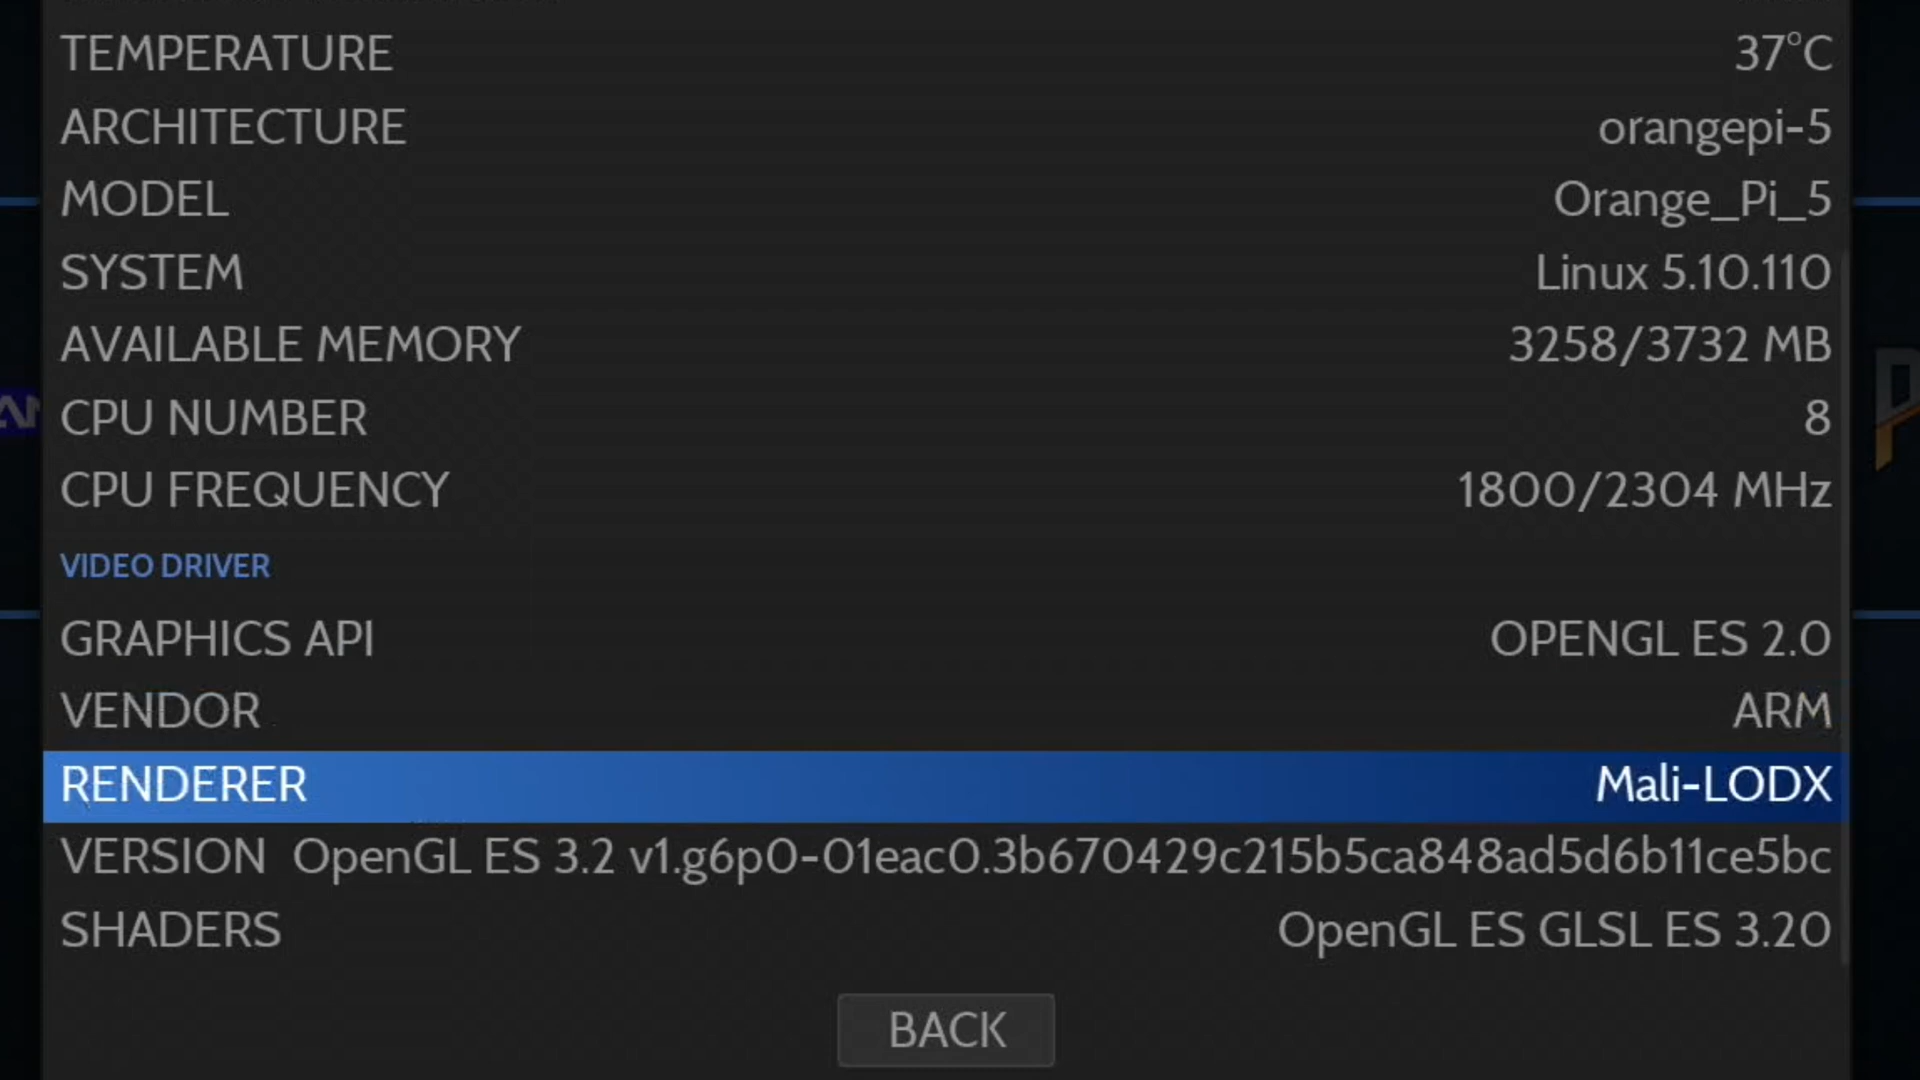 TEMPERATURE 37°C
ARCHITECTURE orangepi-5
MODEL Orange_Pi_5
SYSTEM Linux 5.10.110
AVAILABLE MEMORY 3258/3732 MB
CPU NUMBER 8
CPU FREQUENCY 1800/2304 MHz
VIDEO DRIVER
GRAPHICS API OPENGL ES 2.0
VENDOR ARM
RENDERER Mali-LODX
VERSION OpenGL ES 3.2 v1.g6p0-01eac0.3b670429c215b5ca848ad5d6b11ce5bc
SHADERS OpenGL ES GLSL ES 3.20
BACK